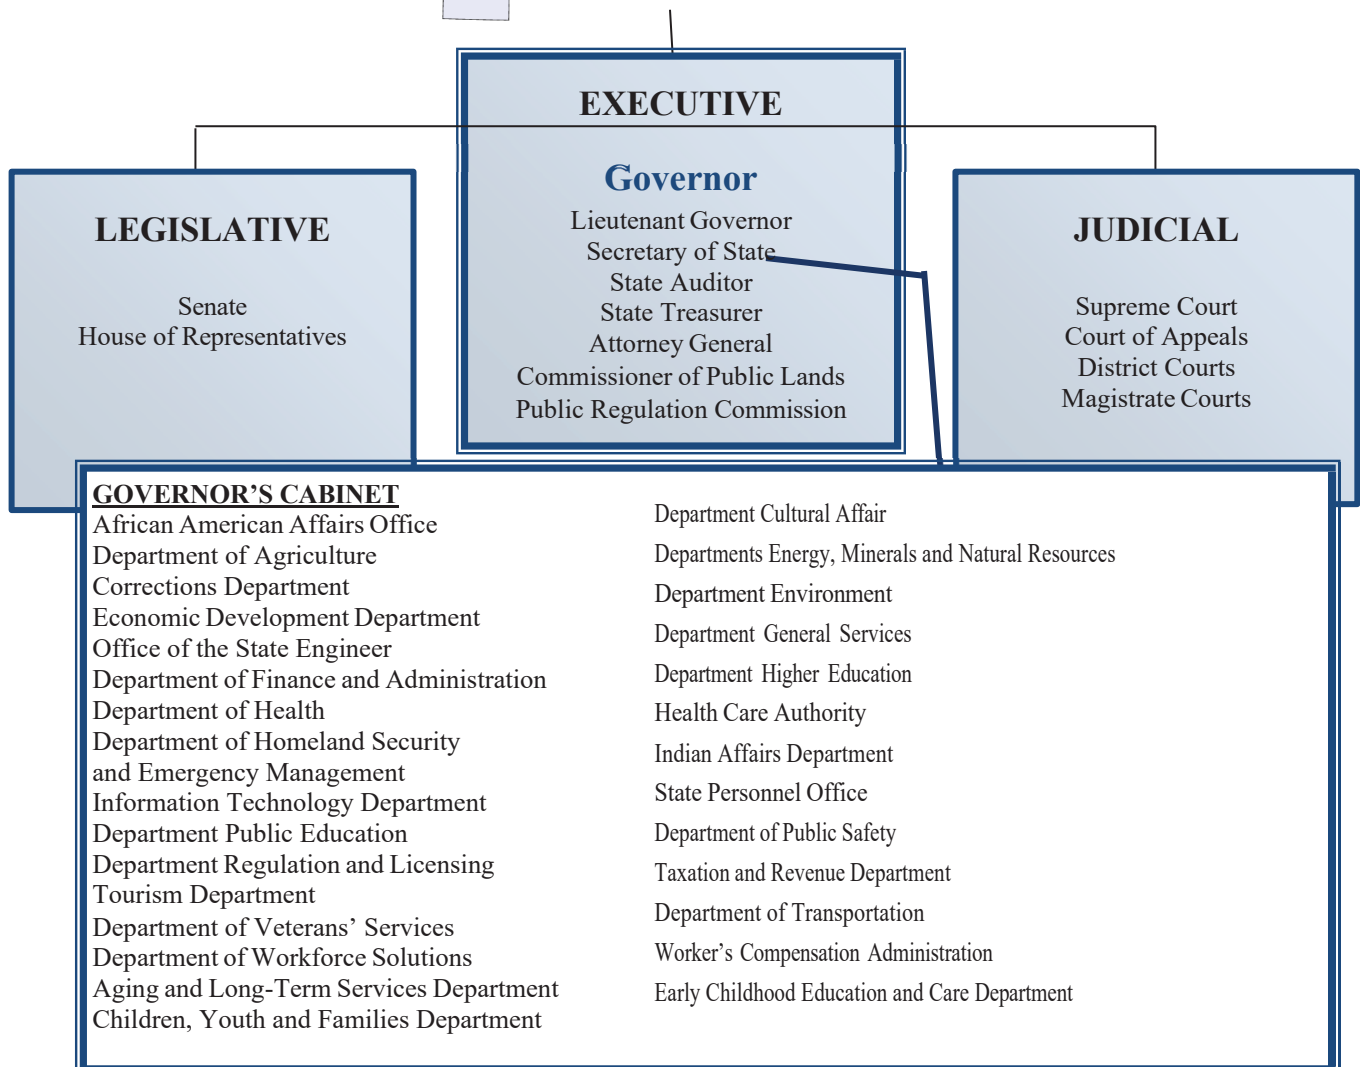 EXECUTIVE
Governor
Lieutenant Governor
Secretary of State
State Auditor
State Treasurer
Attorney General
Commissioner of Public Lands
Public Regulation Commission
LEGISLATIVE
Senate
House of Representatives
JUDICIAL
Supreme Court
Court of Appeals
District Courts
Magistrate Courts
GOVERNOR’S CABINET
African American Affairs Office
Department of Agriculture
Corrections Department
Economic Development Department
Office of the State Engineer
Department of Finance and Administration
Department of Health
Department of Homeland Security
and Emergency Management
Information Technology Department
Department Public Education
Department Regulation and Licensing
Tourism Department
Department of Veterans’ Services
Department of Workforce Solutions
Aging and Long-Term Services Department
Children, Youth and Families Department
Department Cultural Affair
Departments Energy, Minerals and Natural Resources
Department Environment
Department General Services
Department Higher Education
Health Care Authority
Indian Affairs Department
State Personnel Office
Department of Public Safety
Taxation and Revenue Department
Department of Transportation
Worker’s Compensation Administration
Early Childhood Education and Care Department